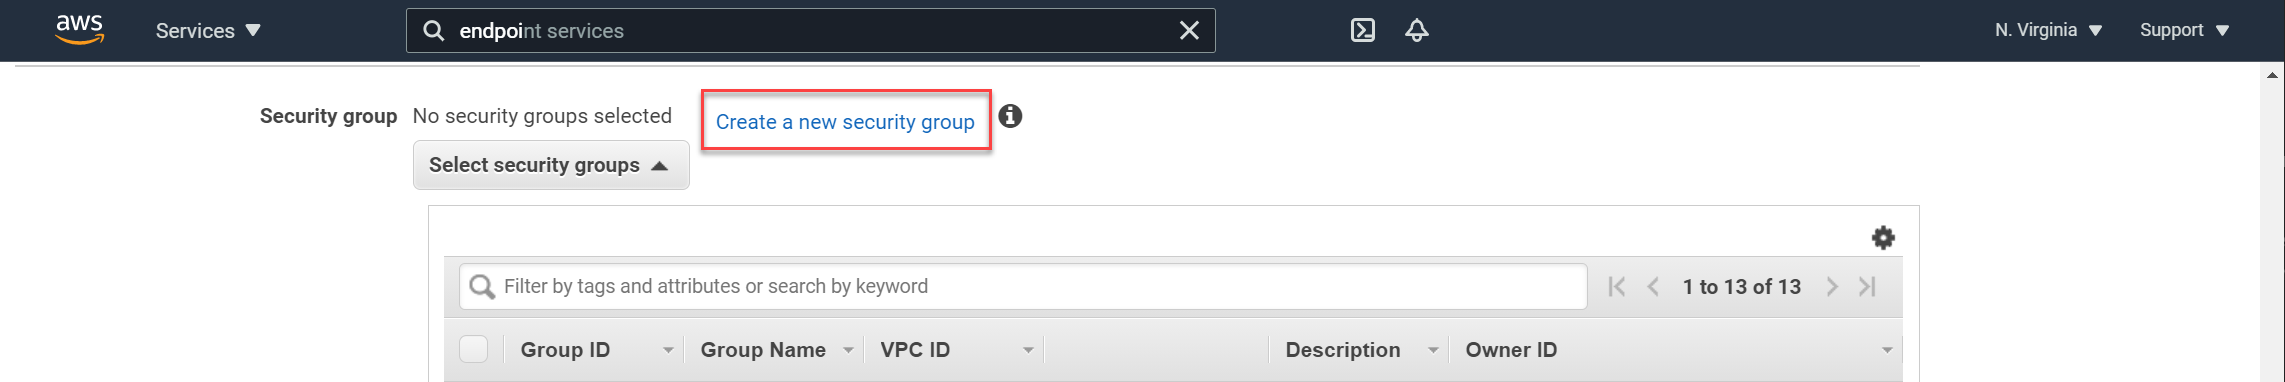 aws Services endpoint services N. Virginia Support
Security group No security groups selected Create a new security group
Select security groups
Filter by tags and attributes or search by keyword 1 to 13 of 13
Group ID Group Name VPC ID Description Owner ID